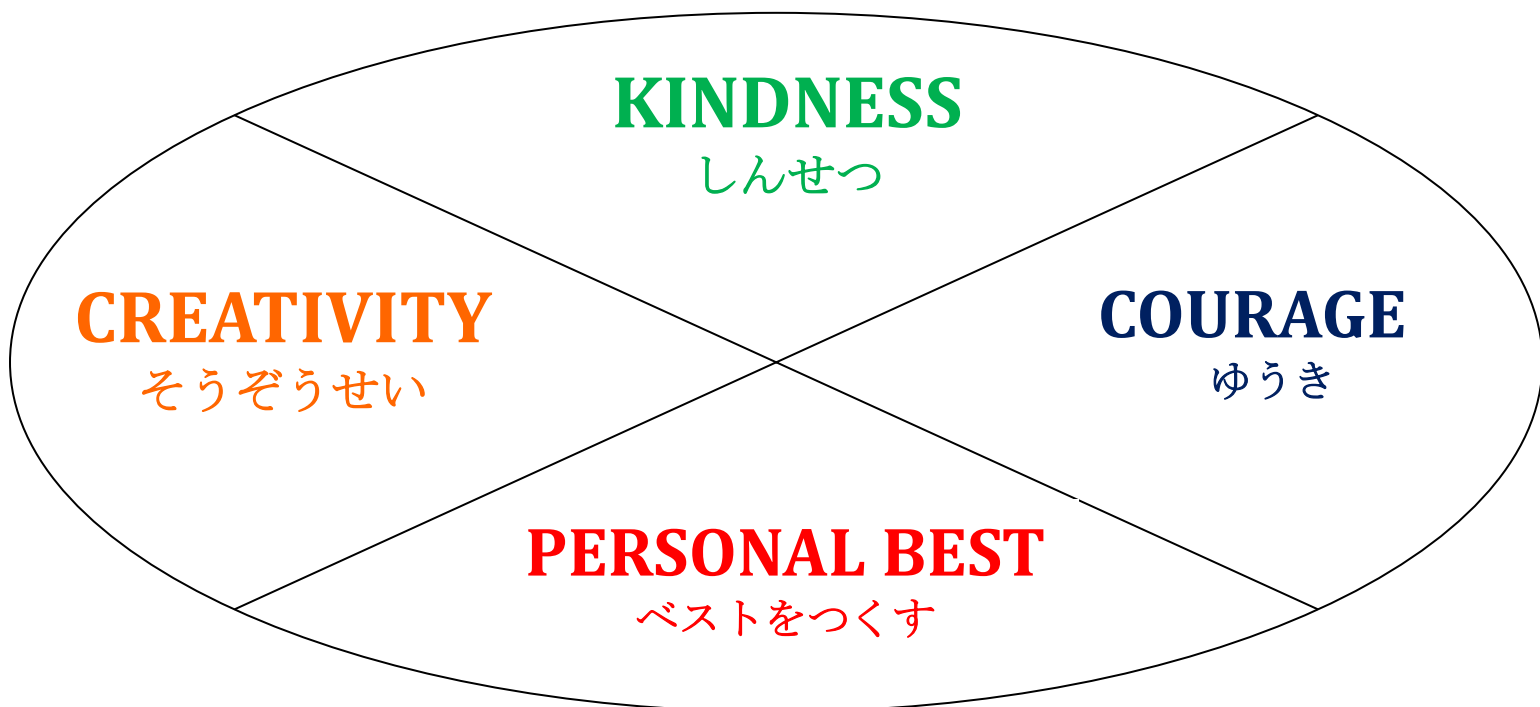 KINDNESS
しんせつ
CREATIVITY
そうぞうせい
COURAGE
ゆうき
PERSONAL BEST
ベストをつくす